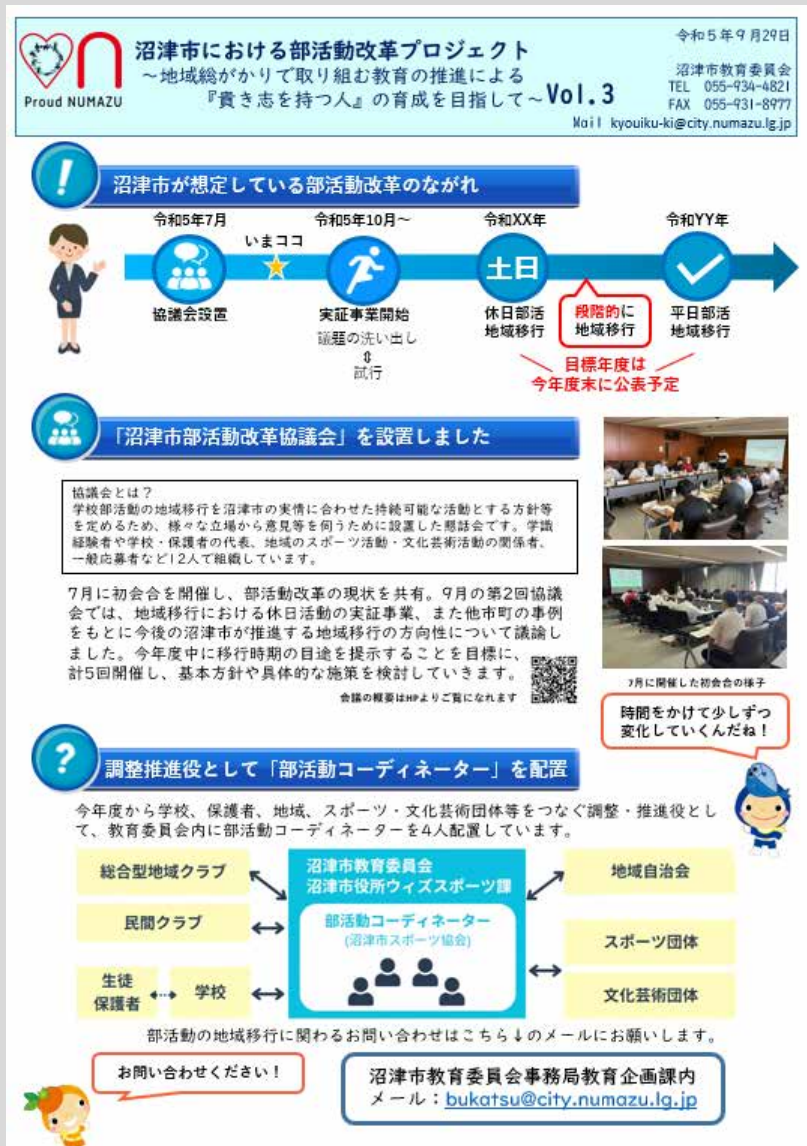 令和5年9月29日
沼津市における部活動改革プロジェクト
～地域総がかりで取り組む教育の推進による
『貴き志を持つ人』の育成を目指して～Vol.3
Proud NUMAZU
沼津市教育委員会
TEL 055-934-4821
FAX 055-931-8977
Mail kyouiku-ki@city.numazu.lg.jp
沼津市が想定している部活動改革のながれ
令和5年7月
いまココ
令和5年10月～
令和XX年
令和YY年
土日
協議会設置
実証事業開始
議題の洗い出し
⇕
試行
休日部活
地域移行
段階的に
地域移行
平日部活
地域移行
目標年度は
今年度末に公表予定
「沼津市部活動改革協議会」を設置しました
協議会とは？
学校部活動の地域移行を沼津市の実情に合わせた持続可能な活動とする方針等
を定めるため、様々な立場から意見等を伺うために設置した懇話会です。学識
経験者や学校・保護者の代表、地域のスポーツ活動・文化芸術活動の関係者、
一般応募者など12人で組織しています。
7月に初会合を開催し、部活動改革の現状を共有。9月の第2回協議
会では、地域移行における休日活動の実証事業、また他市町の事例
をもとに今後の沼津市が推進する地域移行の方向性について議論し
ました。今年度中に移行時期の目途を提示することを目標に、
計5回開催し、基本方針や具体的な施策を検討していきます。
会議の概要はHPよりご覧になれます
7月に開催した初会合の様子
時間をかけて少しずつ
変化していくんだね！
調整推進役として「部活動コーディネーター」を配置
今年度から学校、保護者、地域、スポーツ・文化芸術団体等をつなぐ調整・推進役とし
て、教育委員会内に部活動コーディネーターを4人配置しています。
総合型地域クラブ
民間クラブ
生徒
保護者
学校
沼津市教育委員会
沼津市役所ウィズスポーツ課
部活動コーディネーター
(沼津市スポーツ協会)
地域自治会
スポーツ団体
文化芸術団体
部活動の地域移行に関わるお問い合わせはこちら↓のメールにお願いします。
お問い合わせください！
沼津市教育委員会事務局教育企画課内
メール：bukatsu@city.numazu.lg.jp